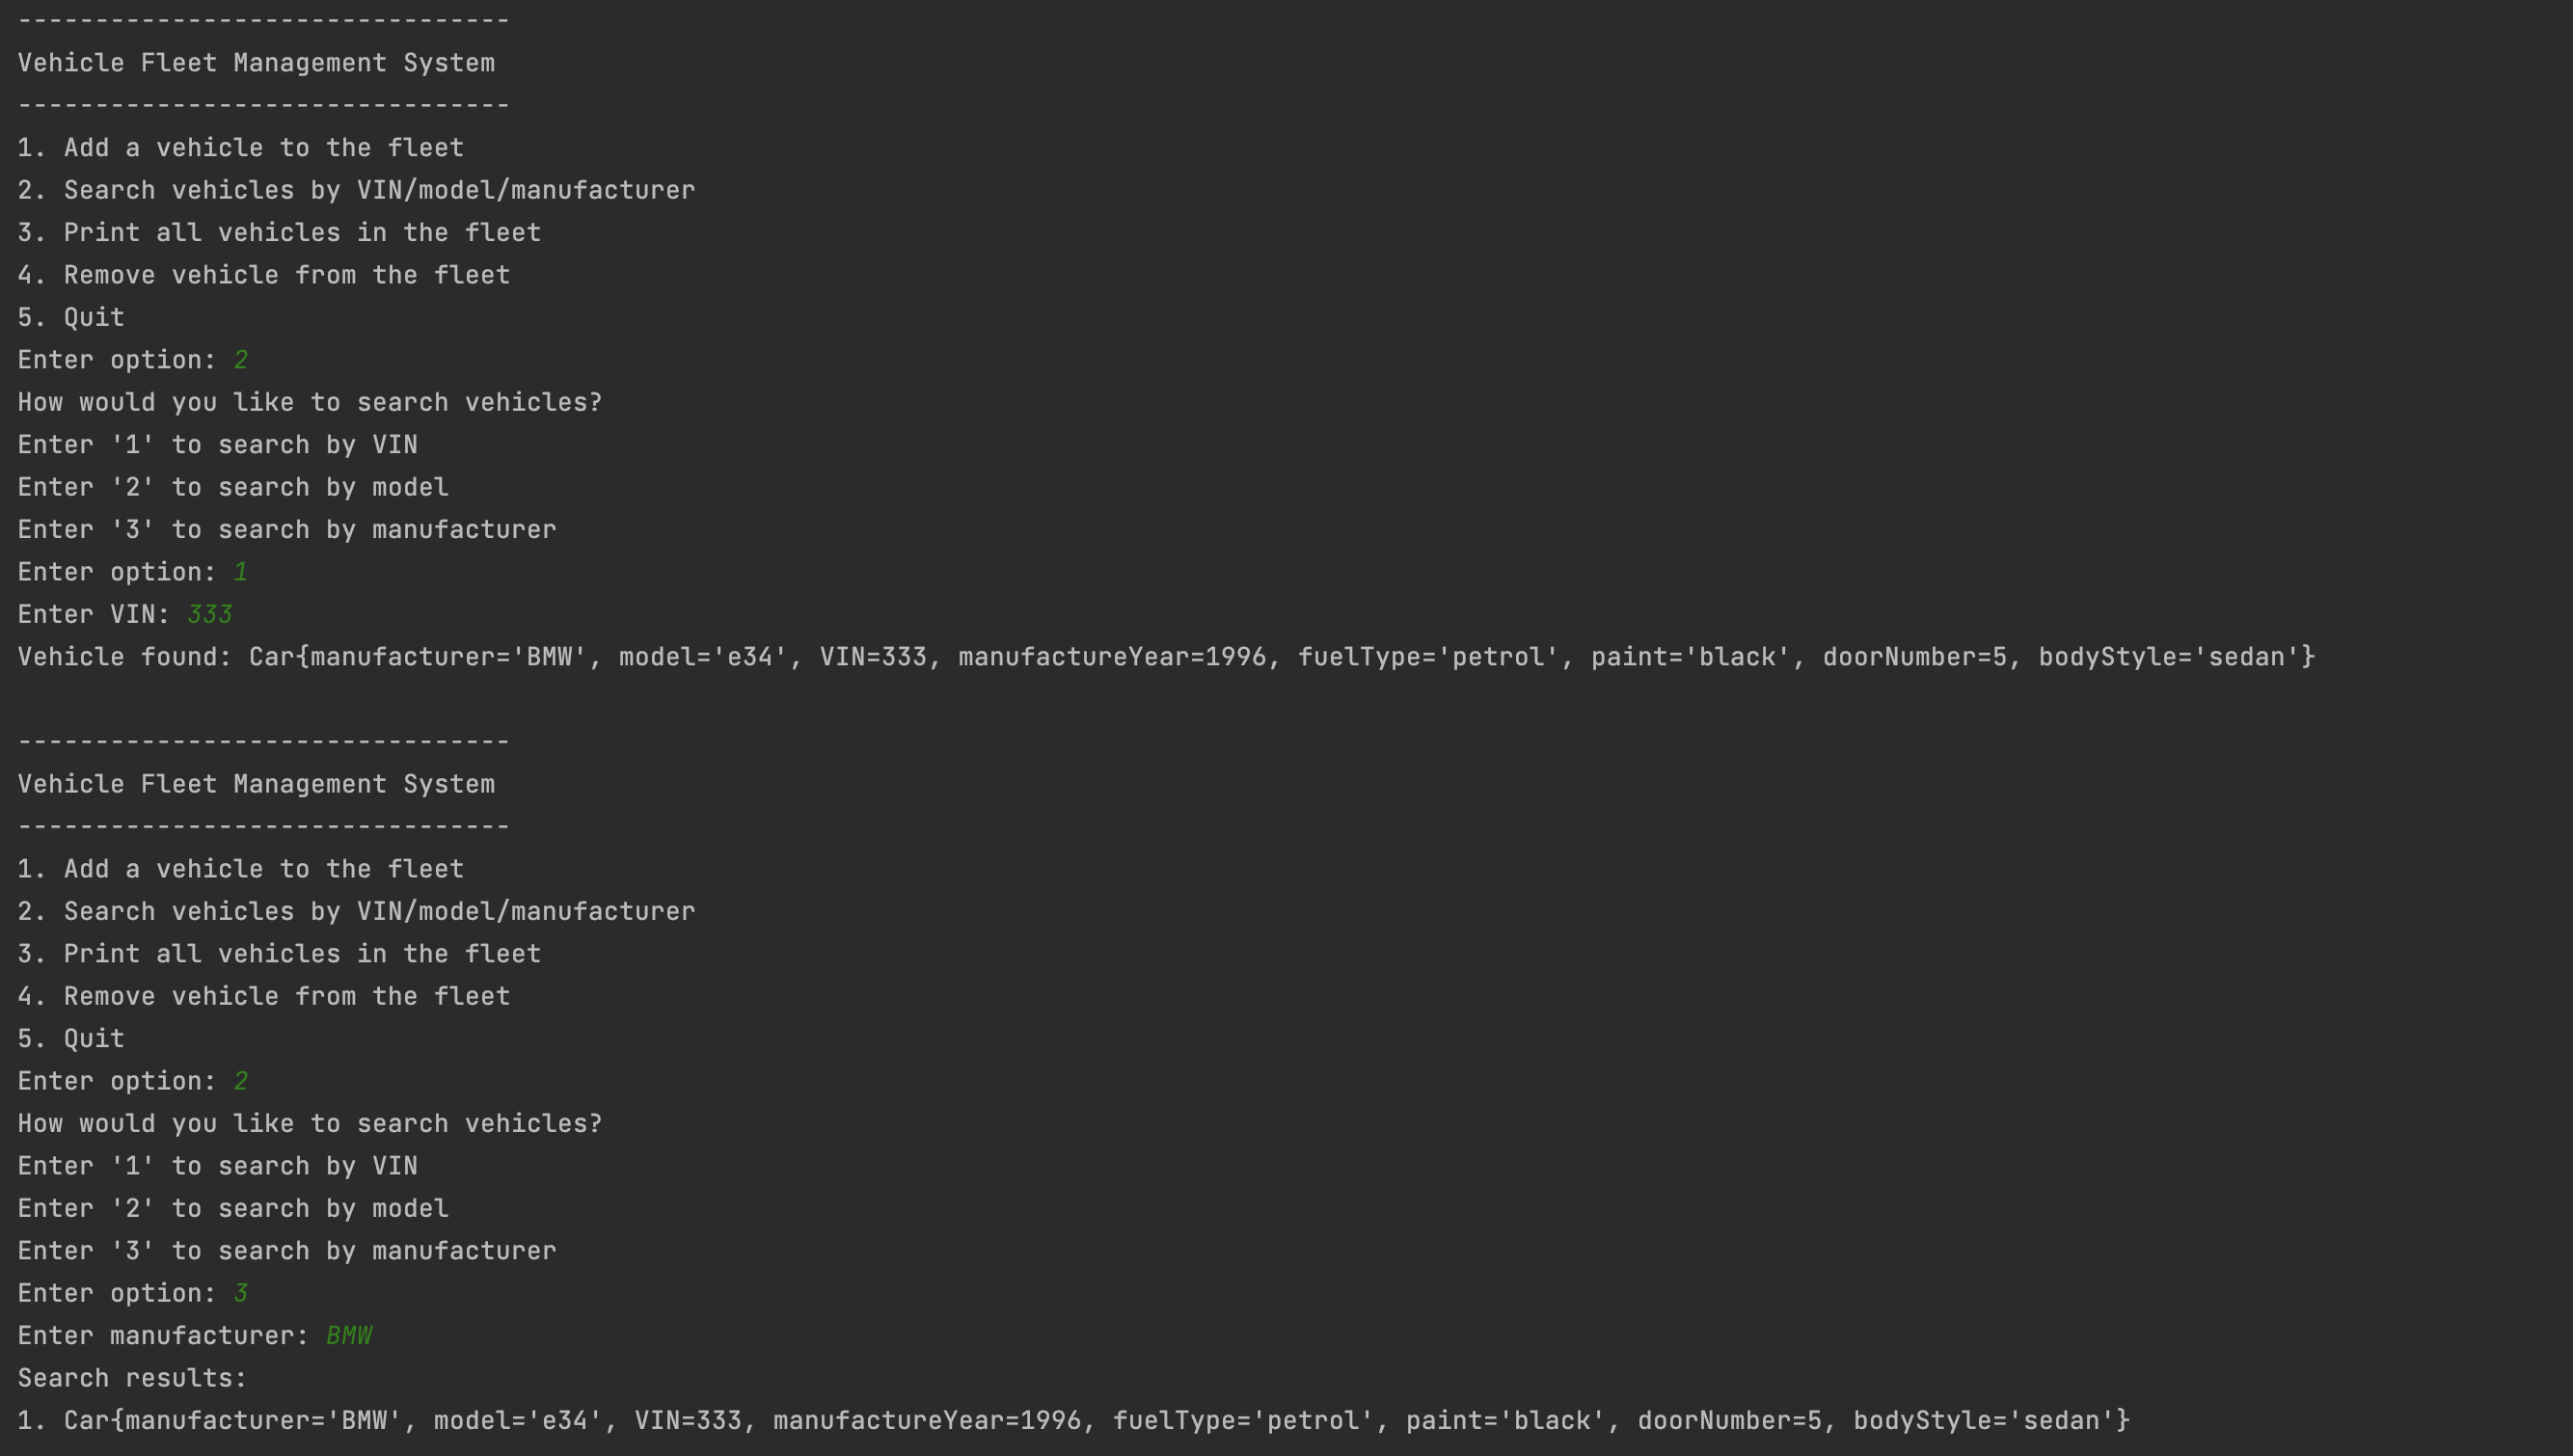 --------------------------------
Vehicle Fleet Management System
--------------------------------
1. Add a vehicle to the fleet
2. Search vehicles by VIN/model/manufacturer
3. Print all vehicles in the fleet
4. Remove vehicle from the fleet
5. Quit
Enter option: 2
How would you like to search vehicles?
Enter '1' to search by VIN
Enter '2' to search by model
Enter '3' to search by manufacturer
Enter option: 1
Enter VIN: 333
Vehicle found: Car{manufacturer='BMW', model='e34', VIN=333, manufactureYear=1996, fuelType='petrol', paint='black', doorNumber=5, bodyStyle='sedan'}
--------------------------------
Vehicle Fleet Management System
--------------------------------
1. Add a vehicle to the fleet
2. Search vehicles by VIN/model/manufacturer
3. Print all vehicles in the fleet
4. Remove vehicle from the fleet
5. Quit
Enter option: 2
How would you like to search vehicles?
Enter '1' to search by VIN
Enter '2' to search by model
Enter '3' to search by manufacturer
Enter option: 3
Enter manufacturer: BMW
Search results:
1. Car{manufacturer='BMW', model='e34', VIN=333, manufactureYear=1996, fuelType='petrol', paint='black', doorNumber=5, bodyStyle='sedan'}